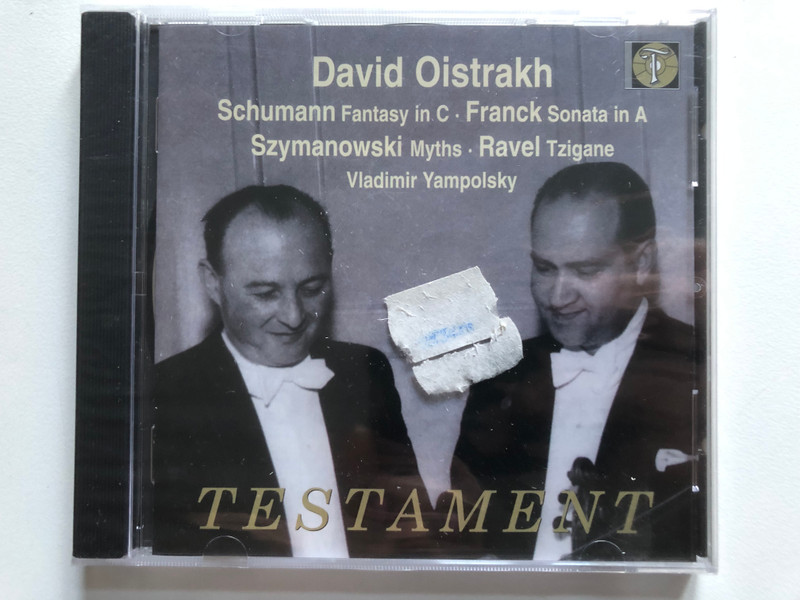 David Oistrakh
Schumann Fantasy in C · Franck Sonata in A
Szymanowski Myths · Ravel Tzigane
Vladimir Yampolsky
TESTAMENT